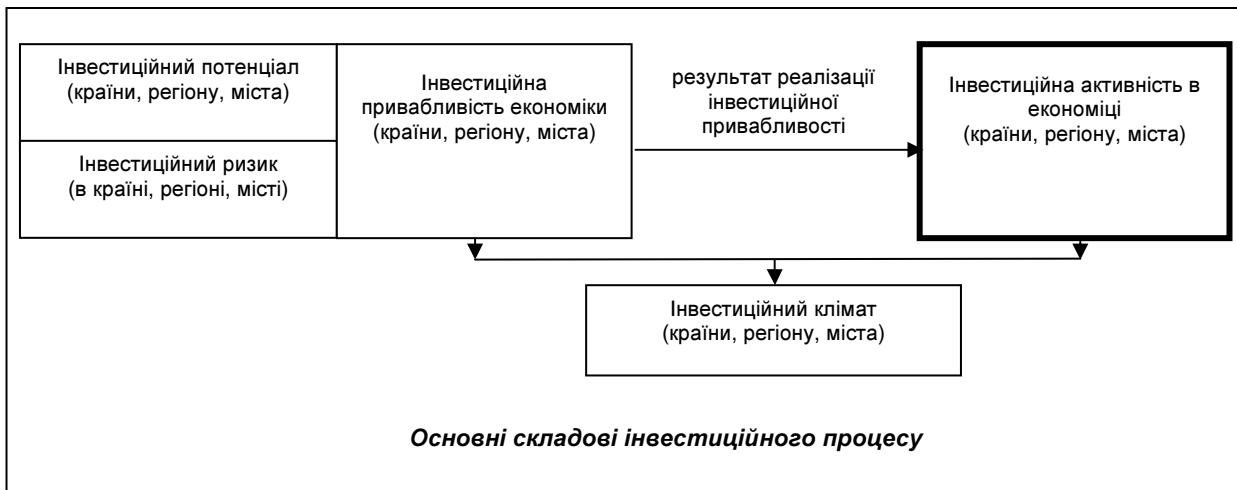 Інвестиційний потенціал
(країни, регіону, міста)
Інвестиційний ризик
(в країні, регіоні, місті)
Інвестиційна
привабливість економіки
(країни, регіону, міста)
результат реалізації
інвестиційної
привабливості
Інвестиційна активність в
економіці
(країни, регіону, міста)
Інвестиційний клімат
(країни, регіону, міста)
Основні складові інвестиційного процесу